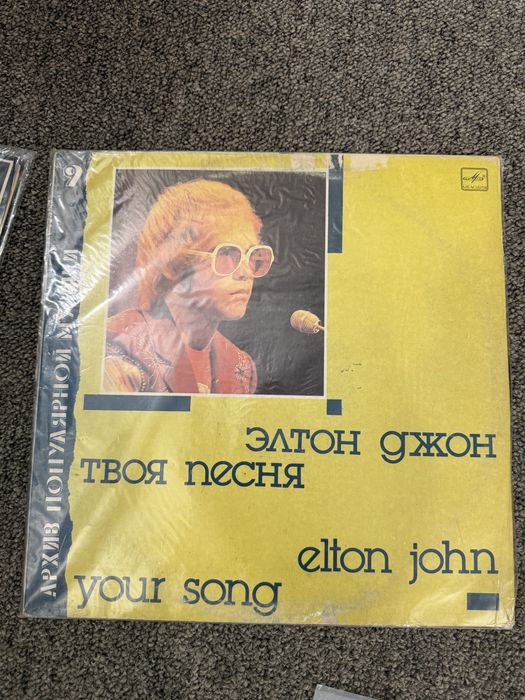 9
АРХИВ ПОПУЛЯРНОЙ МУЗЫКИ
ЭЛТОН ДЖОН
ТВОЯ ПЕСНЯ
elton john
your song